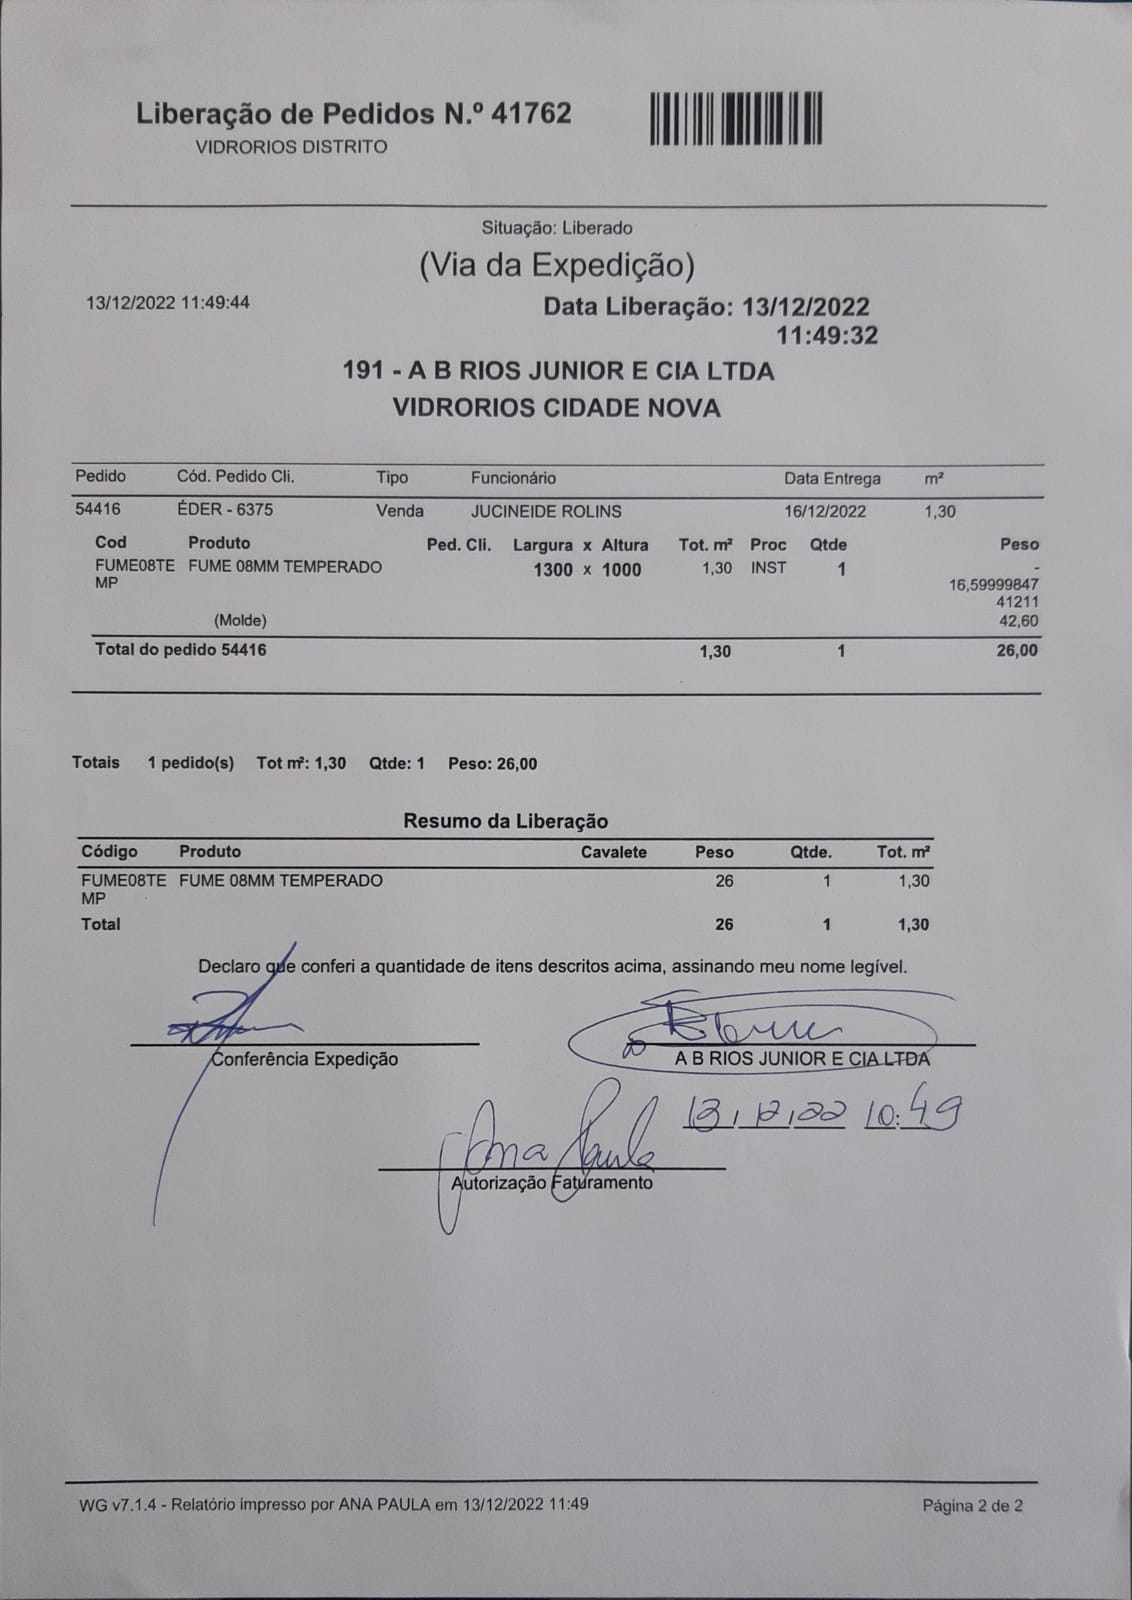 Liberação de Pedidos N.º 41762
VIDRORIOS DISTRITO
Situação: Liberado
(Via da Expedição)
13/12/2022 11:49:44
Data Liberação: 13/12/2022
11:49:32
191 - A B RIOS JUNIOR E CIA LTDA
VIDRORIOS CIDADE NOVA
Pedido Cód. Pedido Cli. Tipo Funcionário Data Entrega m²
54416 ÉDER - 6375 Venda JUCINEIDE ROLINS 16/12/2022 1,30
Cod Produto Ped. Cli. Largura x Altura Tot. m² Proc Qtde Peso
FUME08TE FUME 08MM TEMPERADO 1300 x 1000 1,30 INST 1 -
MP 16,59999847
41211
(Molde) 42,60
Total do pedido 54416 1,30 1 26,00
Totais 1 pedido(s) Tot m²: 1,30 Qtde: 1 Peso: 26,00
Resumo da Liberação
Código Produto Cavalete Peso Qtde. Tot. m²
FUME08TE FUME 08MM TEMPERADO 26 1 1,30
MP
Total 26 1 1,30
Declaro que conferi a quantidade de itens descritos acima, assinando meu nome legível.
Conferência Expedição
A B RIOS JUNIOR E CIA LTDA
13/12/22 10:49
Ana Paula
Autorização Faturamento
WG v7.1.4 - Relatório impresso por ANA PAULA em 13/12/2022 11:49
Página 2 de 2